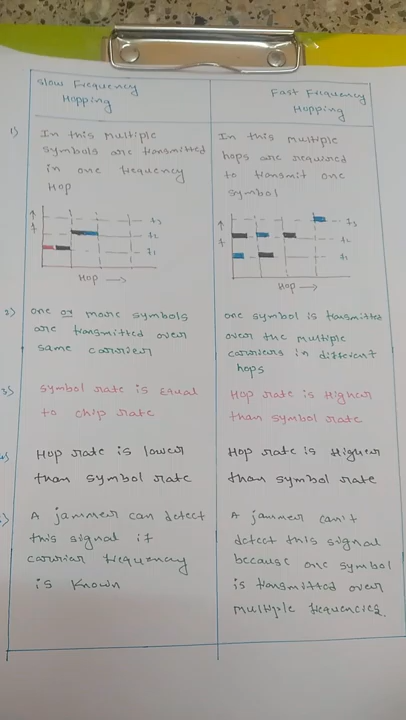 Slow Frequency
Hopping
Fast Frequency
Hopping
1) In this Multiple
symbols are transmitted
in one frequency
Hop
In this multiple
hops are required
to transmit one
symbol
f
f3
f2
f1
Hop
f
f3
f2
f1
Hop
2) one or more symbols
are transmitted over
same carrier
one symbol is transmitted
over the multiple
carriers in different
hops
3) Symbol rate is Equal
to chip rate
Hop rate is Higher
than symbol rate
Hop rate is lower
than symbol rate
Hop rate is Higher
than symbol rate
A jammer can detect
this signal if
carrier frequency
is known
A jammer can't
detect this signal
because one symbol
is transmitted over
multiple frequencies.